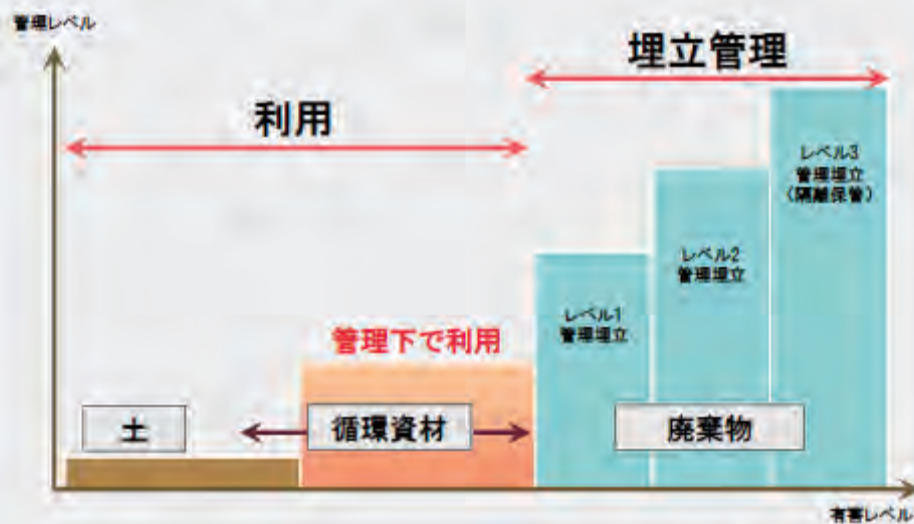 管理レベル
埋立管理
利用
レベル3
管理埋立
(隔離保管)
レベル2
管理埋立
レベル1
管理埋立
管理下で利用
土
循環資材
廃棄物
有害レベル